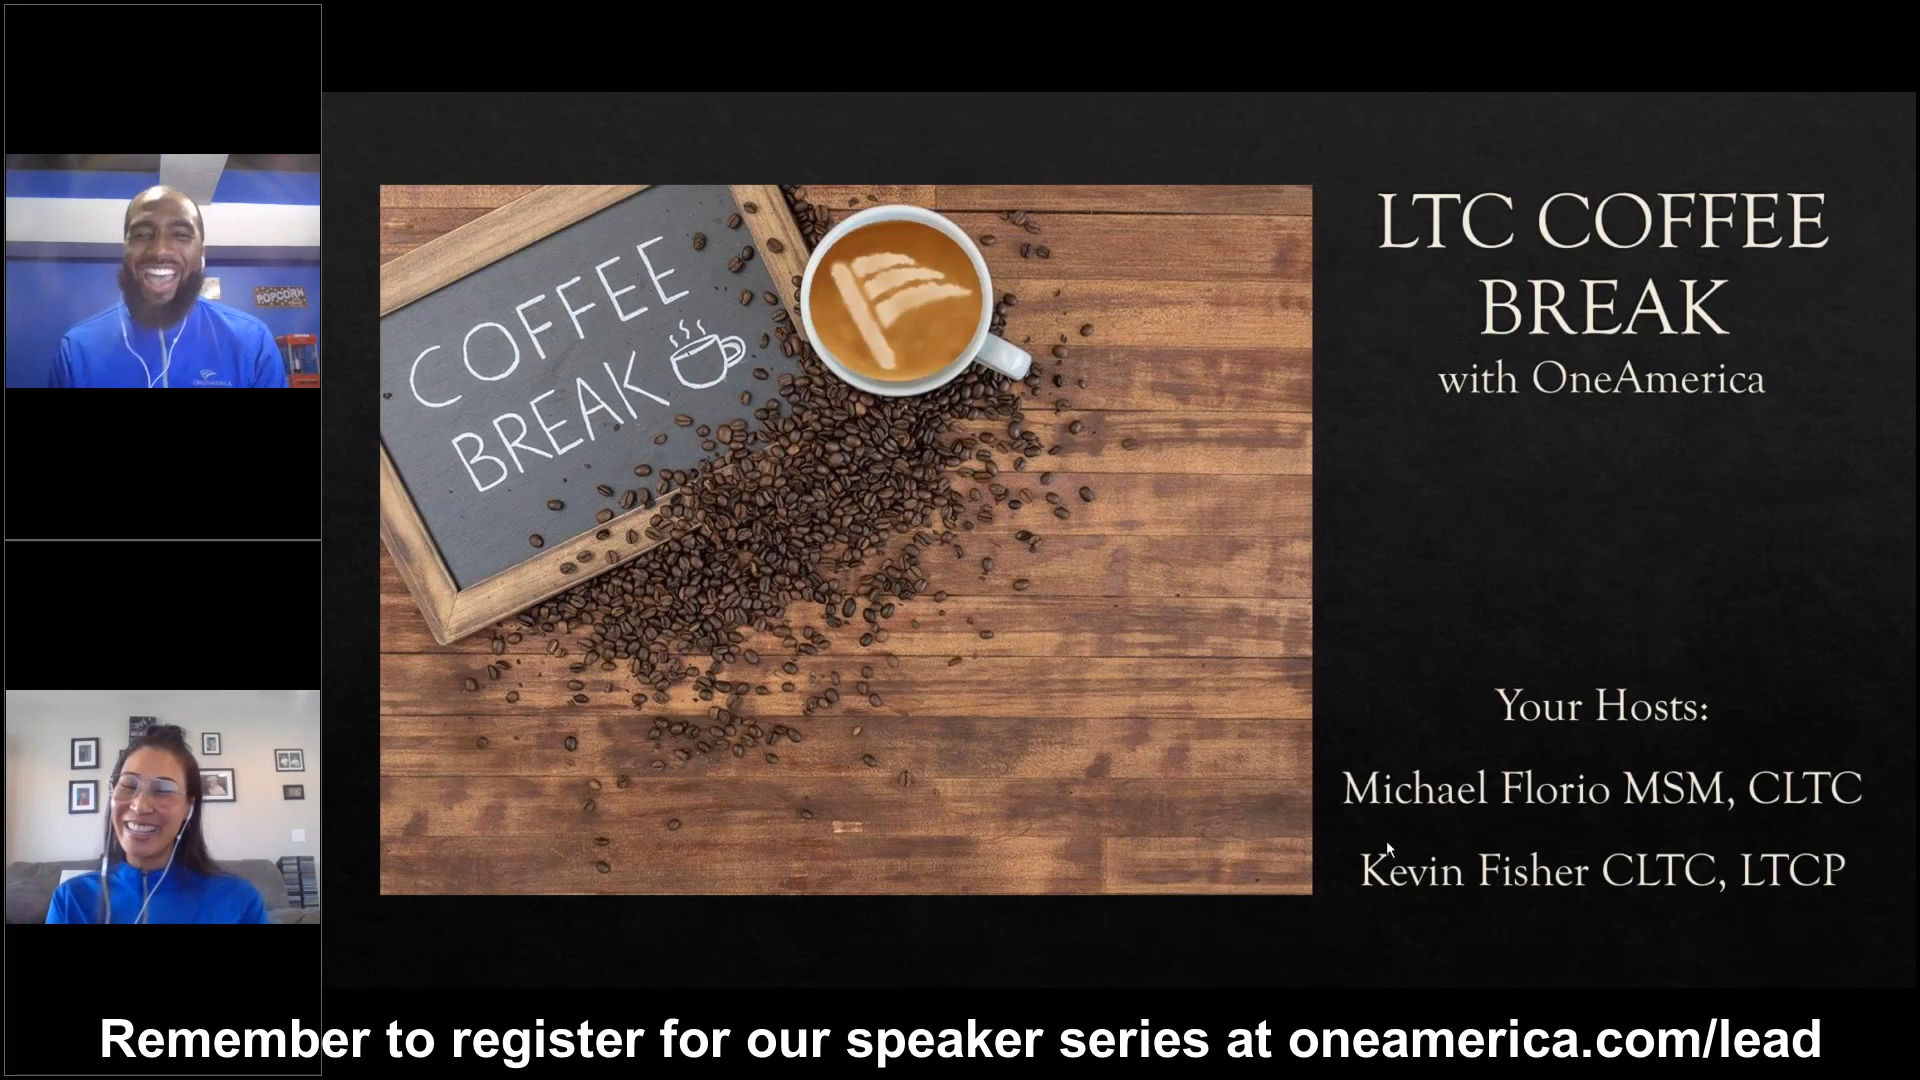 POPCORN
OneAmerica
COFFEE
BREAK
LTC COFFEE
BREAK
with OneAmerica
Your Hosts:
Michael Florio MSM, CLTC
Kevin Fisher CLTC, LTCP
Remember to register for our speaker series at oneamerica.com/lead